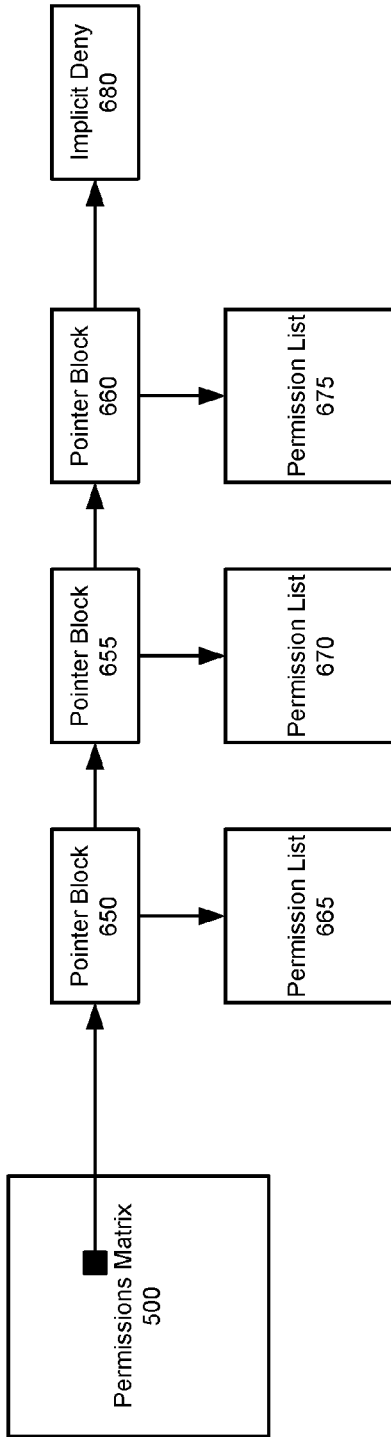 Permissions Matrix
500
Pointer Block
650
Pointer Block
655
Pointer Block
660
Implicit Deny
680
Permission List
665
Permission List
670
Permission List
675